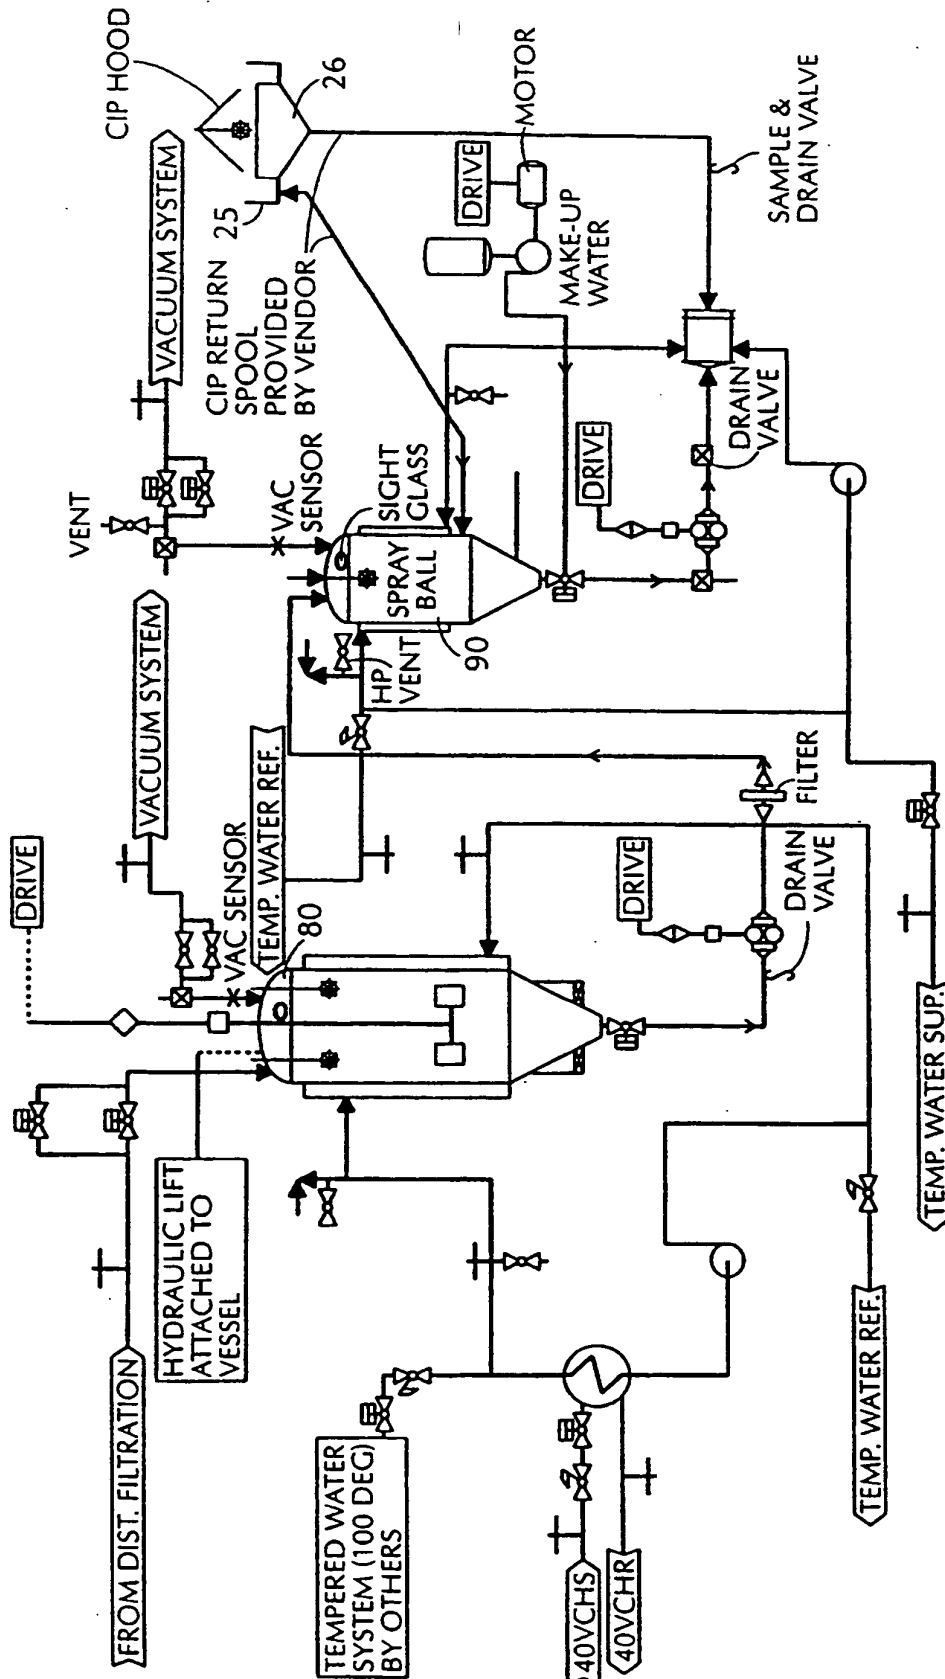 CIP HOOD
26
25
VACUUM SYSTEM
VENT
CIP RETURN
SPOOL
PROVIDED
BY VENDOR
DRIVE
MOTOR
MAKE-UP
WATER
SAMPLE &
DRAIN VALVE
VAC
SENSOR
SIGHT
GLASS
SPRAY
BALL
90
HP
VENT
DRIVE
DRAIN
VALVE
VACUUM SYSTEM
DRIVE
VAC SENSOR
TEMP. WATER REF.
80
DRIVE
FILTER
DRAIN
VALVE
TEMP. WATER SUP.
FROM DIST. FILTRATION
HYDRAULIC LIFT
ATTACHED TO
VESSEL
TEMPERED WATER
SYSTEM (100 DEG)
BY OTHERS
40VCHS
40VCHR
TEMP. WATER REF.